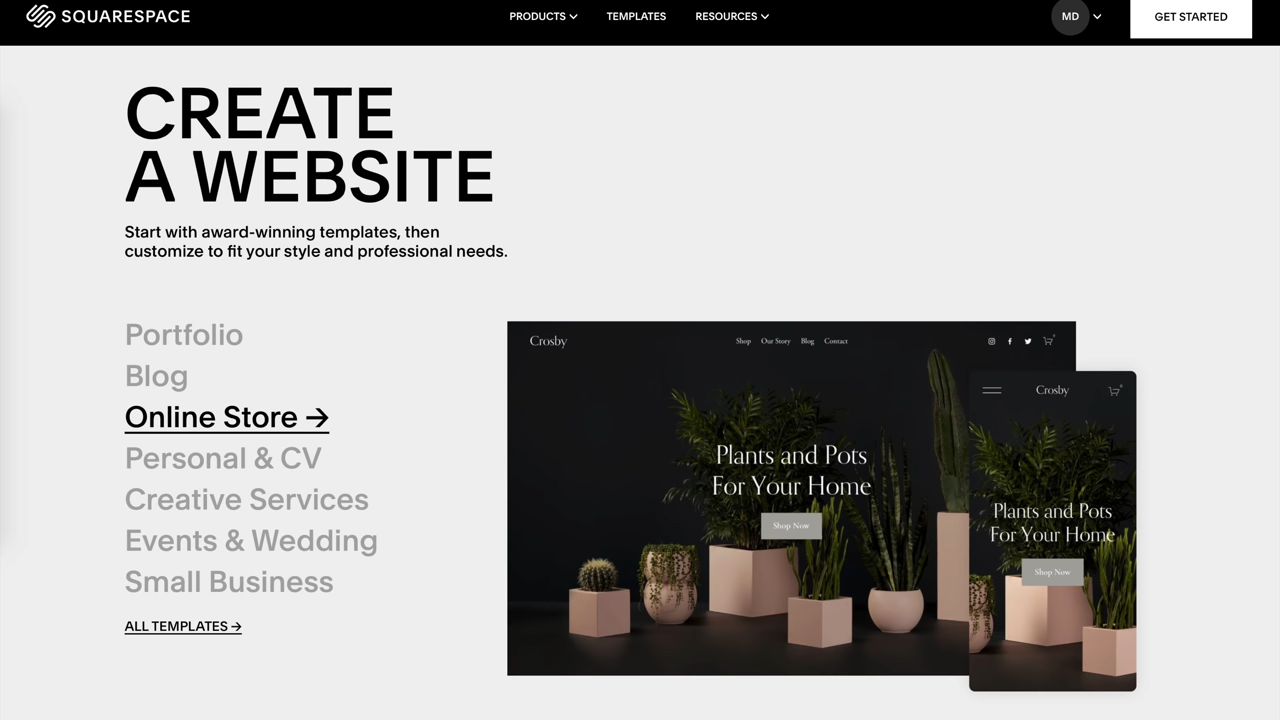 SQUARESPACE
PRODUCTS
TEMPLATES
RESOURCES
MD
GET STARTED
CREATE
A WEBSITE
Start with award-winning templates, then
customize to fit your style and professional needs.
Portfolio
Blog
Online Store →
Personal & CV
Creative Services
Events & Wedding
Small Business
ALL TEMPLATES →
Crosby
Shop
Our Story
Blog
Contact
Plants and Pots
For Your Home
Shop Now
Crosby
Plants and Pots
For Your Home
Shop Now